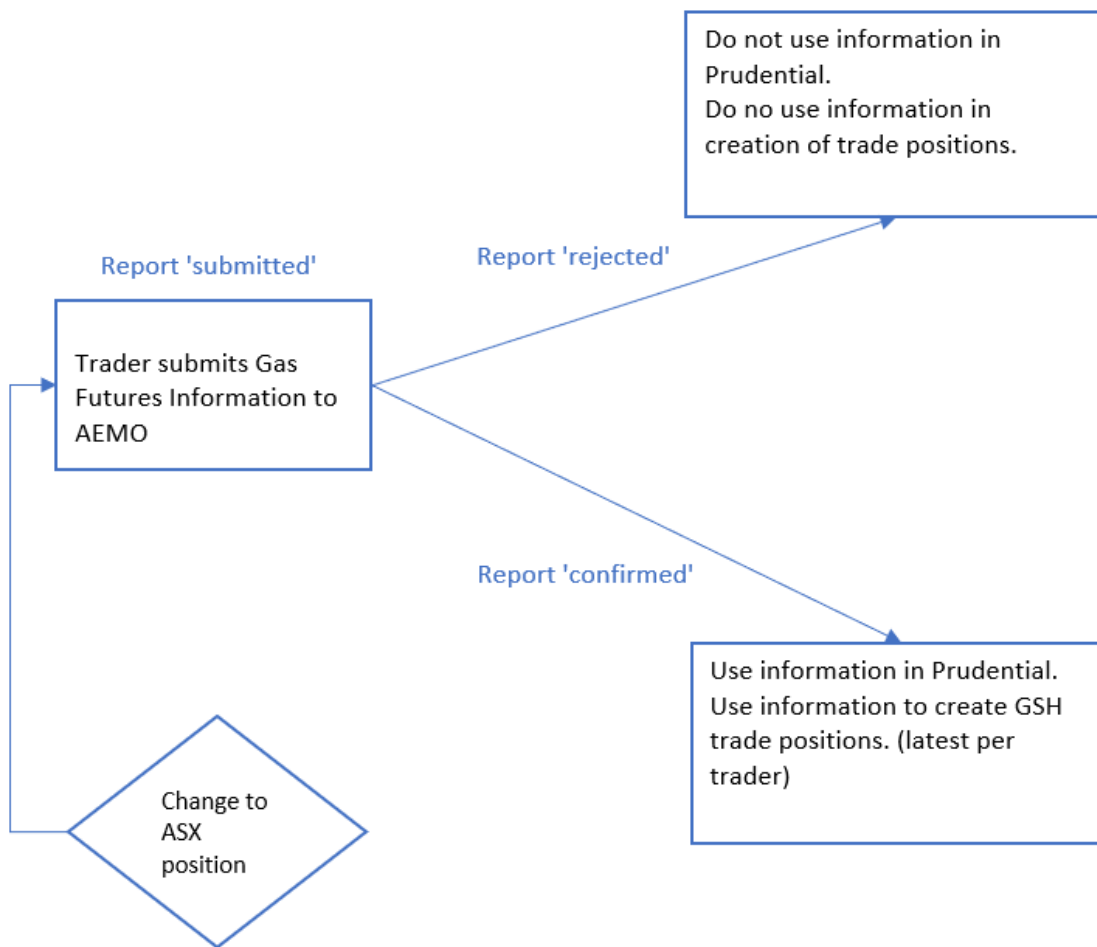 Do not use information in
Prudential.
Do no use information in
creation of trade positions.
Report 'submitted'
Report 'rejected'
Trader submits Gas
Futures Information to
AEMO
Report 'confirmed'
Use information in Prudential.
Use information to create GSH
trade positions. (latest per
trader)
Change to
ASX
position